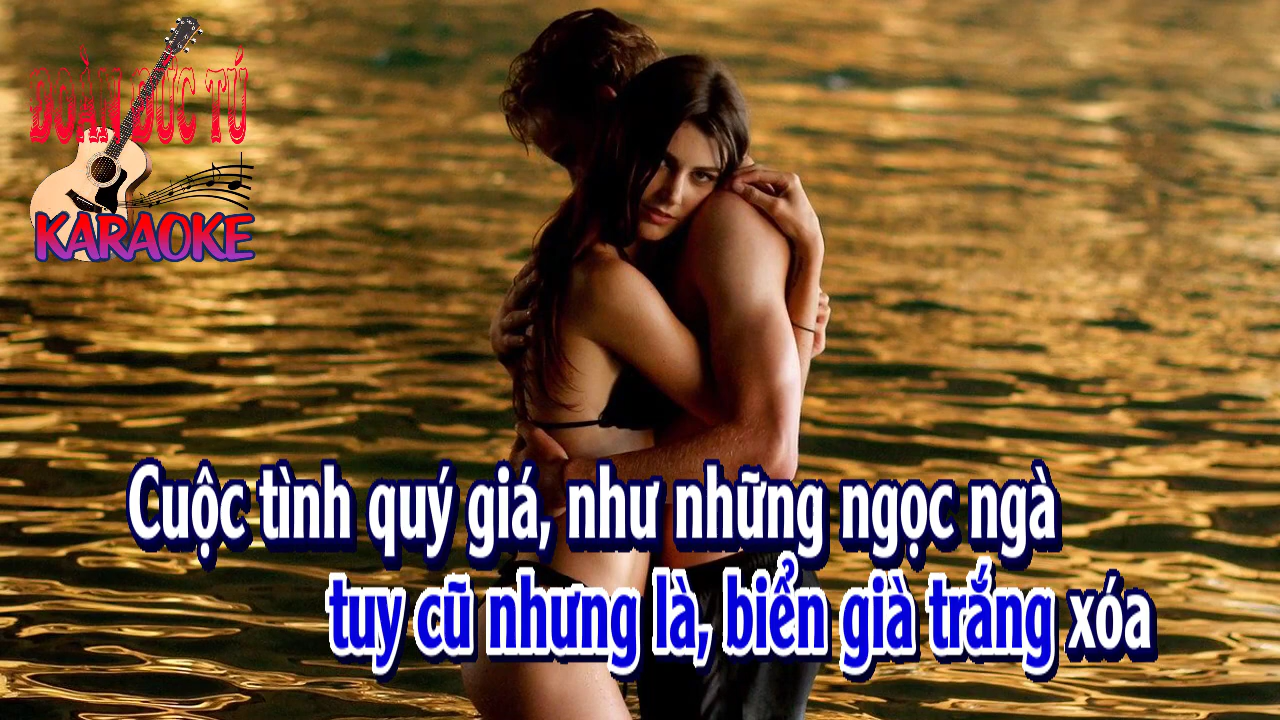 ĐOÀN ĐỨC TÚ
KARAOKE
Cuộc tình quý giá, như những ngọc ngà
tuy cũ nhưng là, biển già trắng xóa